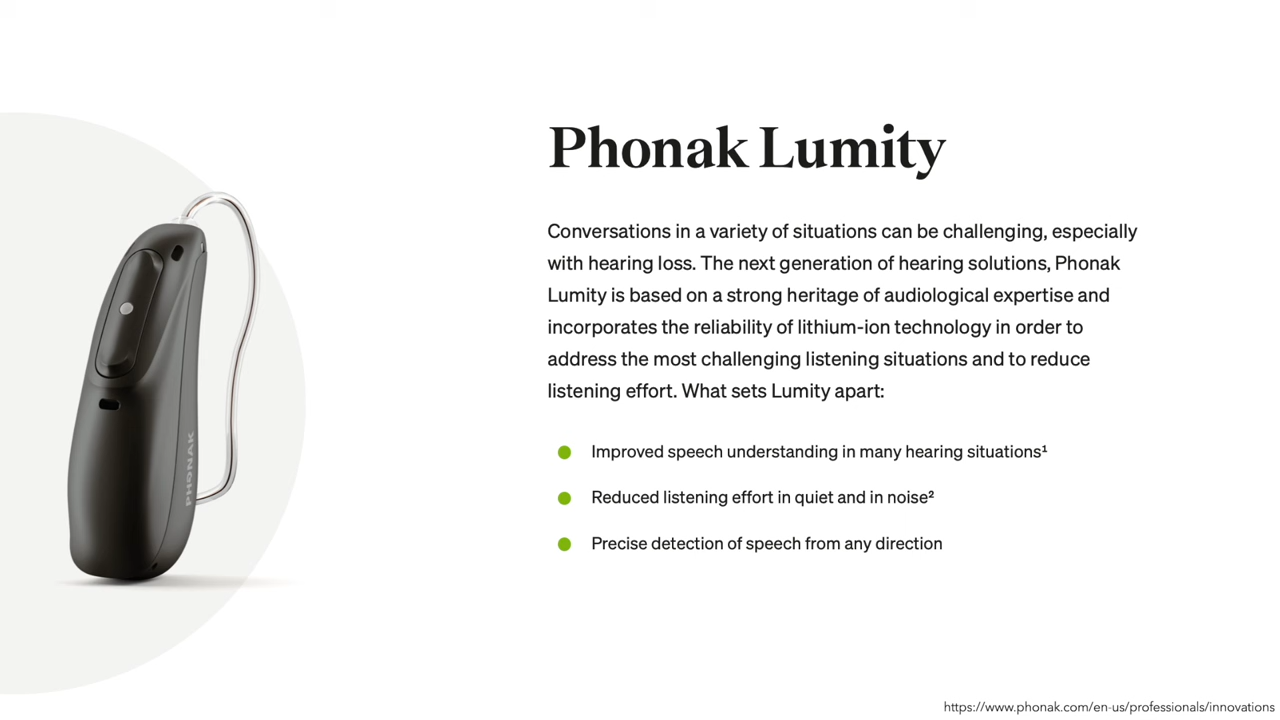 Phonak Lumity
Conversations in a variety of situations can be challenging, especially
with hearing loss. The next generation of hearing solutions, Phonak
Lumity is based on a strong heritage of audiological expertise and
incorporates the reliability of lithium-ion technology in order to
address the most challenging listening situations and to reduce
listening effort. What sets Lumity apart:
Improved speech understanding in many hearing situations¹
Reduced listening effort in quiet and in noise²
Precise detection of speech from any direction
PHONAK
https://www.phonak.com/en-us/professionals/innovations